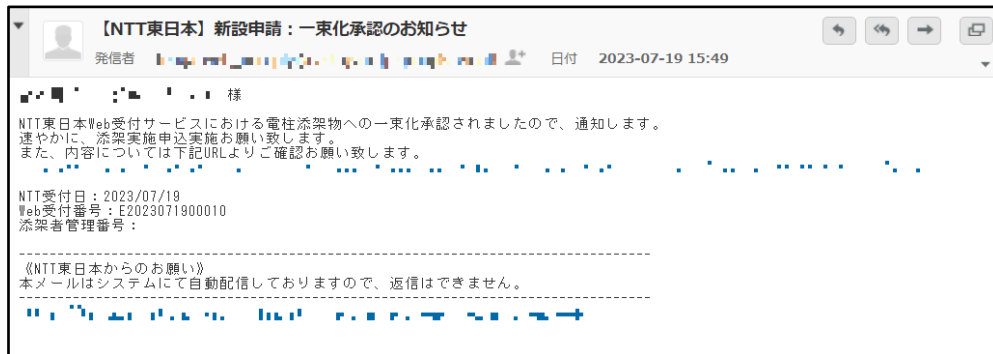 【NTT東日本】新設申請：一束化承認のお知らせ
発信者 日付 2023-07-19 15:49
様
NTT東日本Web受付サービスにおける電柱添架物への一束化承認されましたので、通知します。
速やかに、添架実施申込実施お願い致します。
また、内容については下記URLよりご確認お願い致します。
NTT受付日：2023/07/19
Web受付番号：E2023071900010
添架者管理番号：
--------------------------------------------------------------------------------
《NTT東日本からのお願い》
本メールはシステムにて自動配信しておりますので、返信はできません。
--------------------------------------------------------------------------------